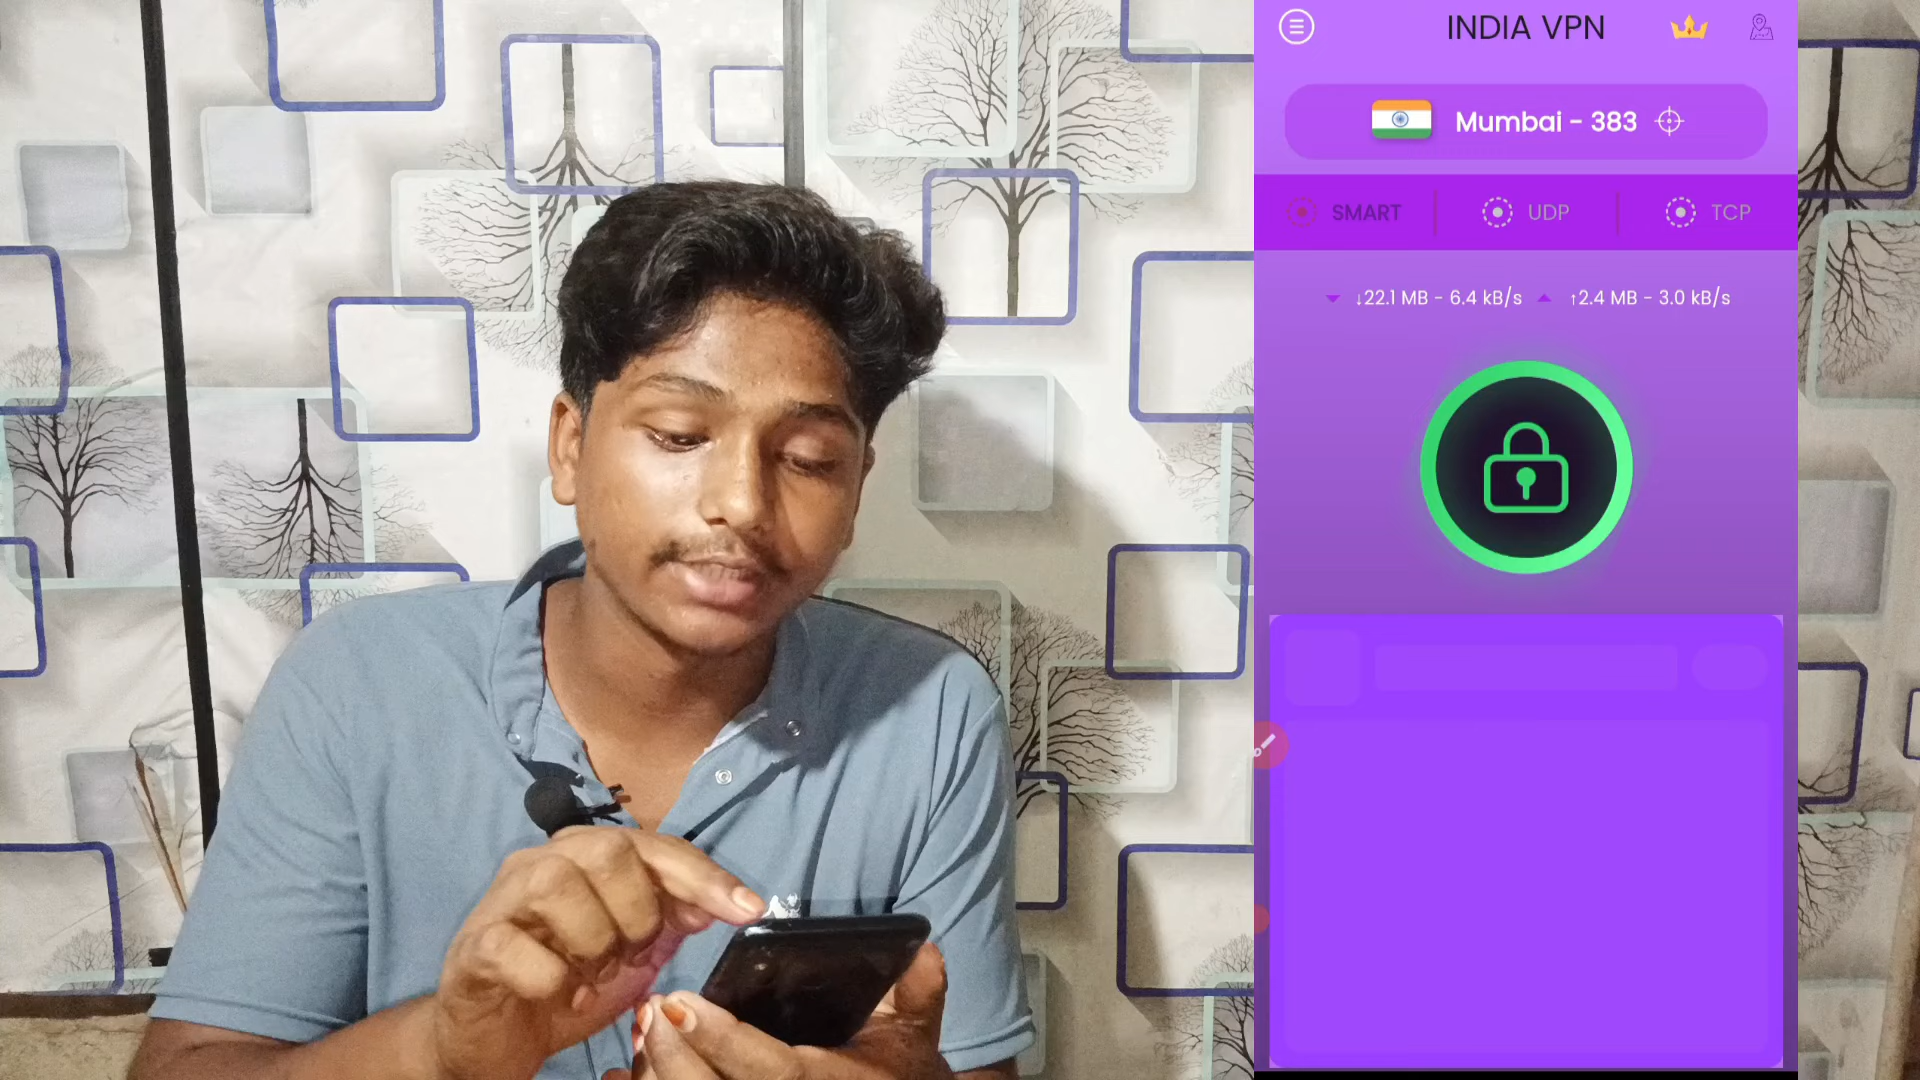 INDIA VPN
Mumbai - 383
SMART UDP TCP
↓22.1 MB - 6.4 kB/s ↑2.4 MB - 3.0 kB/s